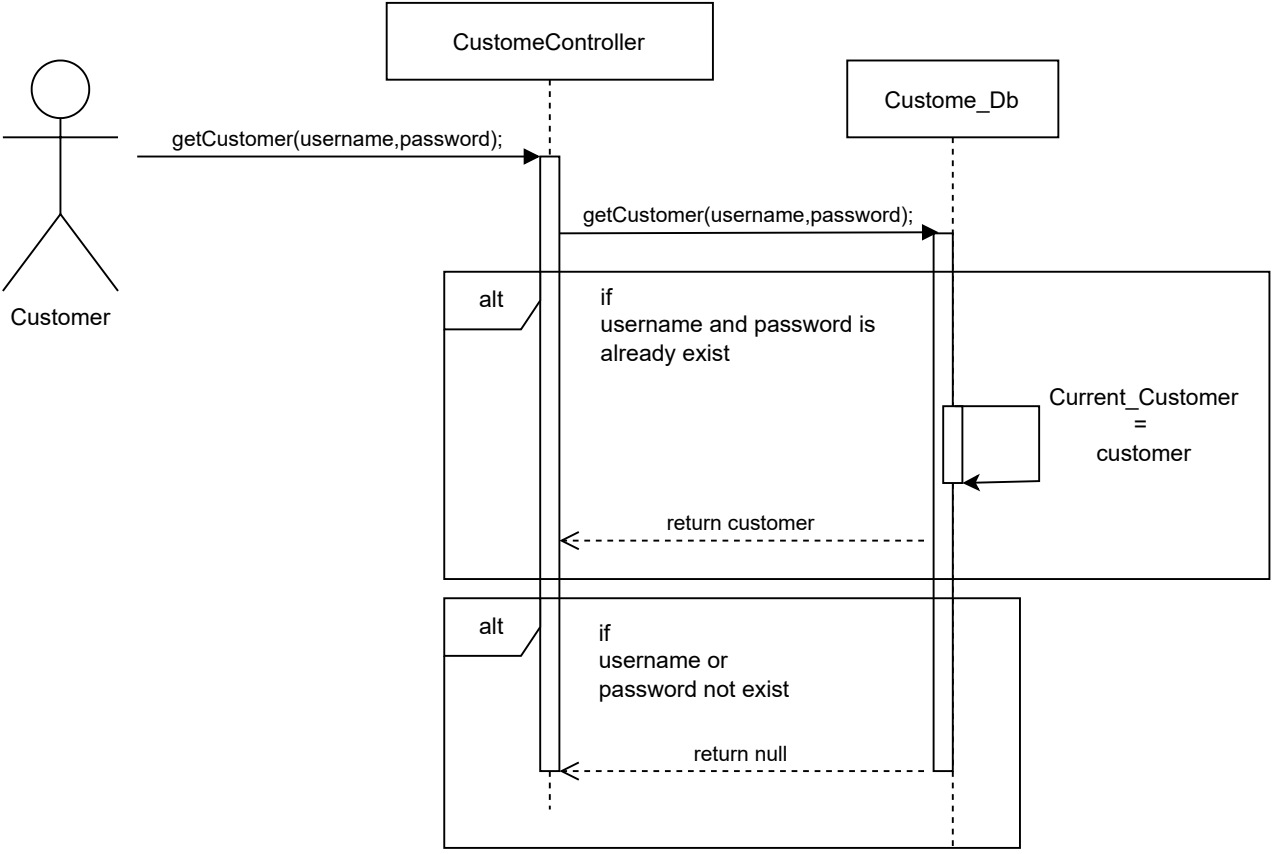 CustomeController
Custome_Db
getCustomer(username,password);
getCustomer(username,password);
Customer
alt
if
username and password is
already exist
Current_Customer
=
customer
return customer
alt
if
username or
password not exist
return null